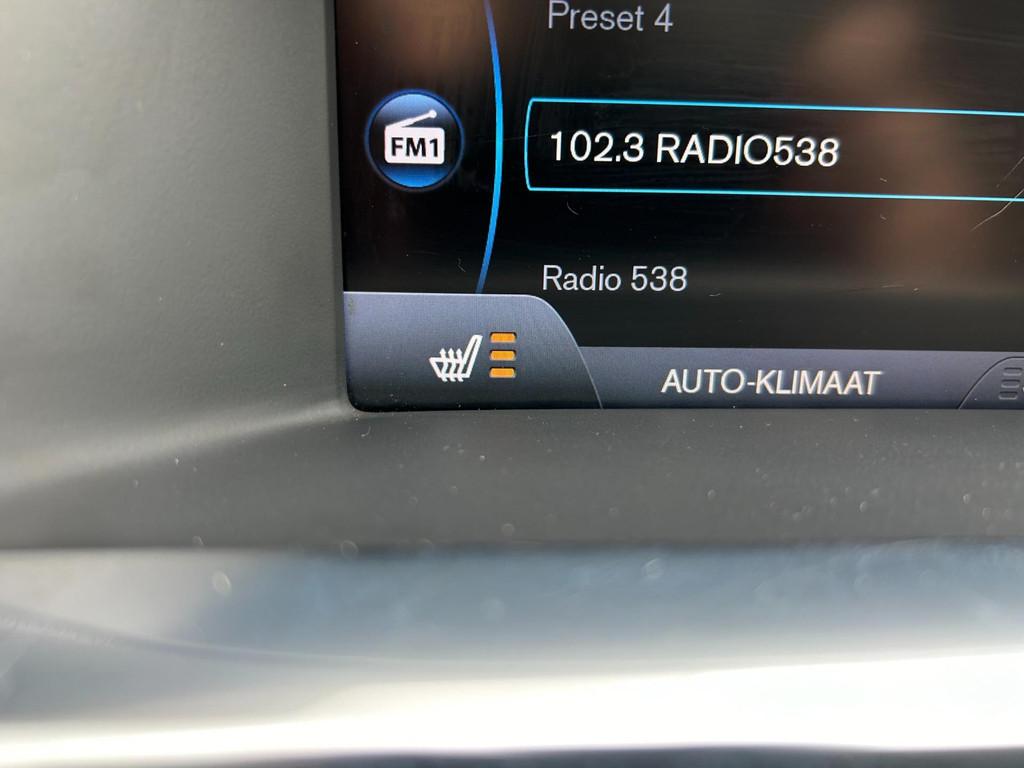 Preset 4
FM1
102.3 RADIO538
Radio 538
AUTO-KLIMAAT